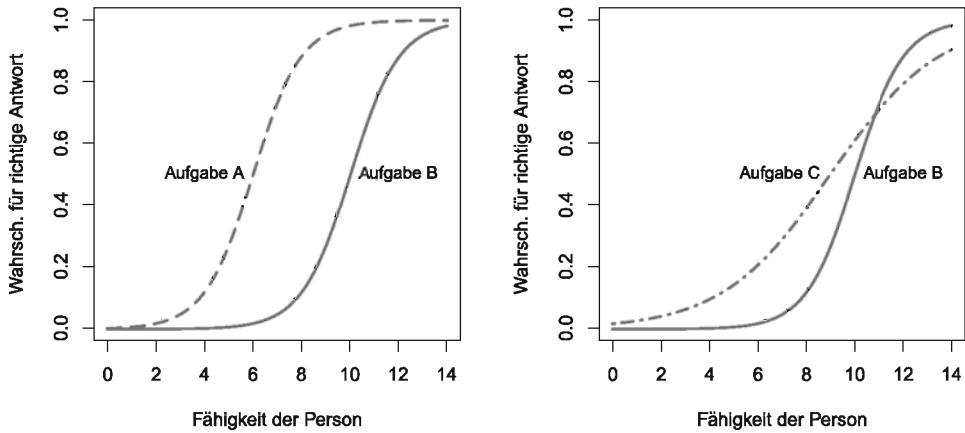 Wahrsch. für richtige Antwort
1.0
0.8
0.6
0.4
0.2
0.0
Aufgabe A
Aufgabe B
0 2 4 6 8 10 12 14
Fähigkeit der Person
Wahrsch. für richtige Antwort
1.0
0.8
0.6
0.4
0.2
0.0
Aufgabe C
Aufgabe B
0 2 4 6 8 10 12 14
Fähigkeit der Person